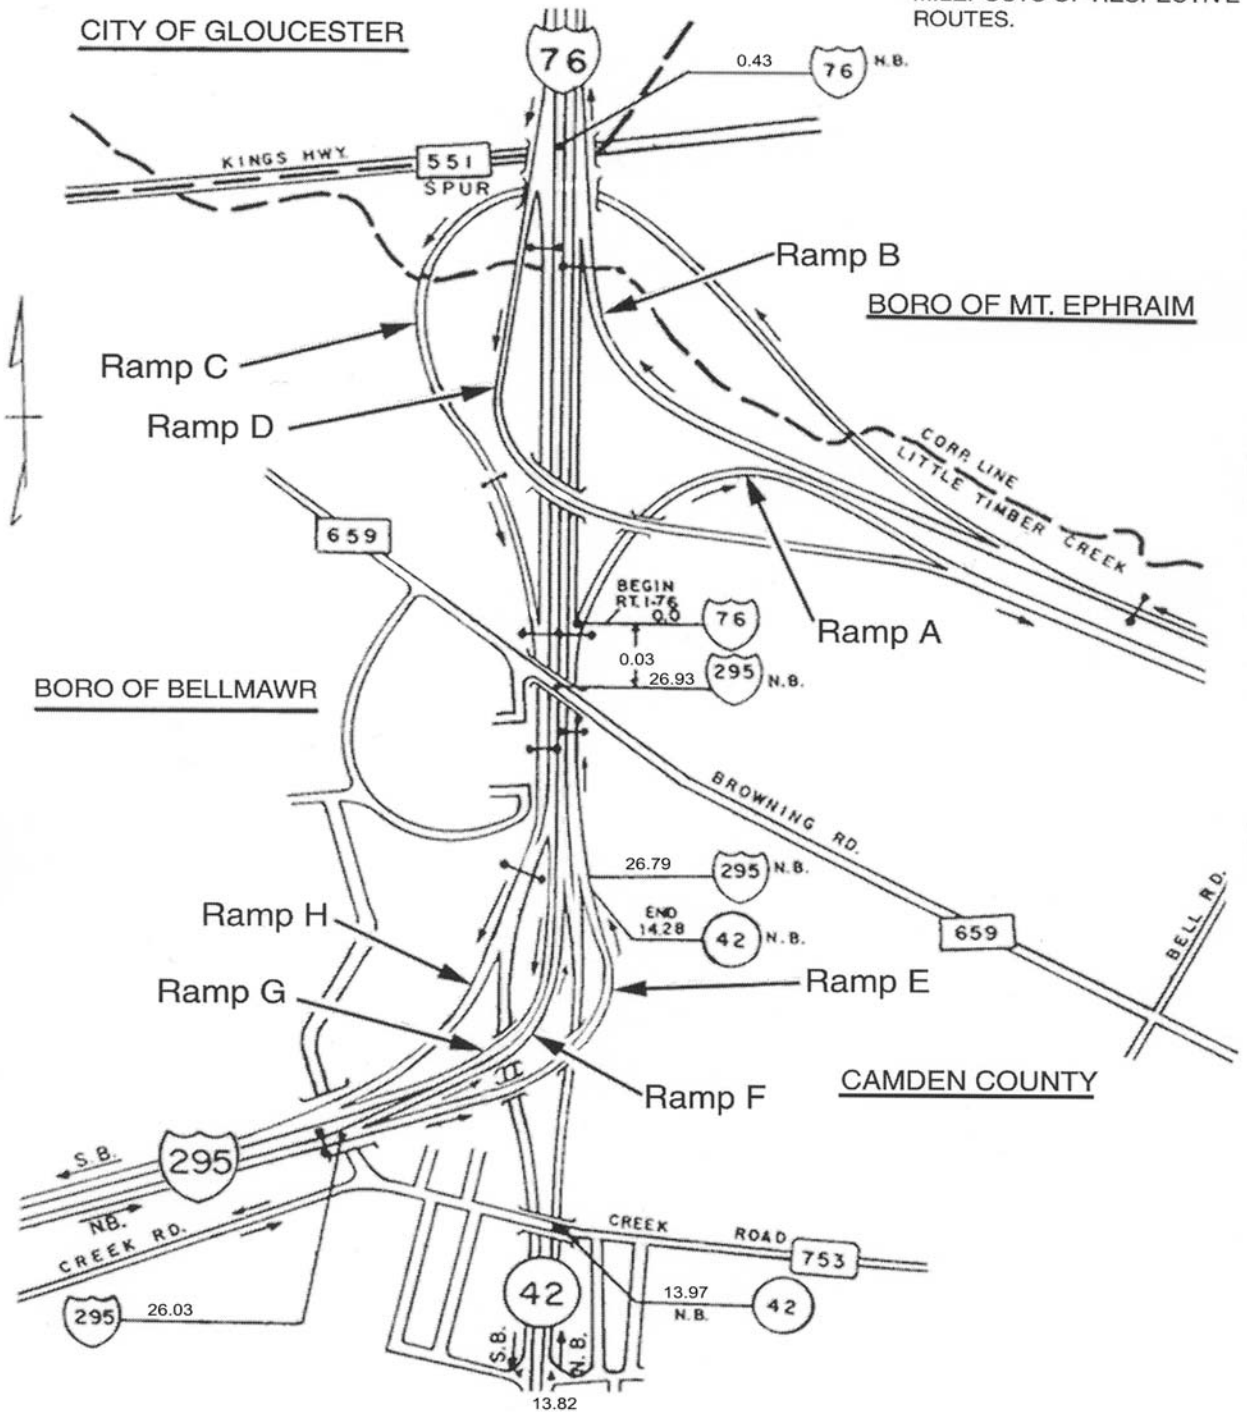 ROUTES.
CITY OF GLOUCESTER
76
0.43
76
N.B.
KINGS HWY.
551
SPUR
Ramp B
BORO OF MT. EPHRAIM
Ramp C
Ramp D
CORP. LINE
LITTLE TIMBER CREEK
659
BEGIN
RT. I-76
0.0
76
Ramp A
0.03
26.93
295
N.B.
BORO OF BELLMAWR
BROWNING RD.
26.79
295
N.B.
END
14.28
42
N.B.
659
BELL RD.
Ramp H
Ramp G
Ramp E
Ramp F
CAMDEN COUNTY
S.B.
295
N.B.
CREEK RD.
CREEK ROAD
753
295
26.03
42
13.97
N.B.
42
S.B.
N.B.
13.82